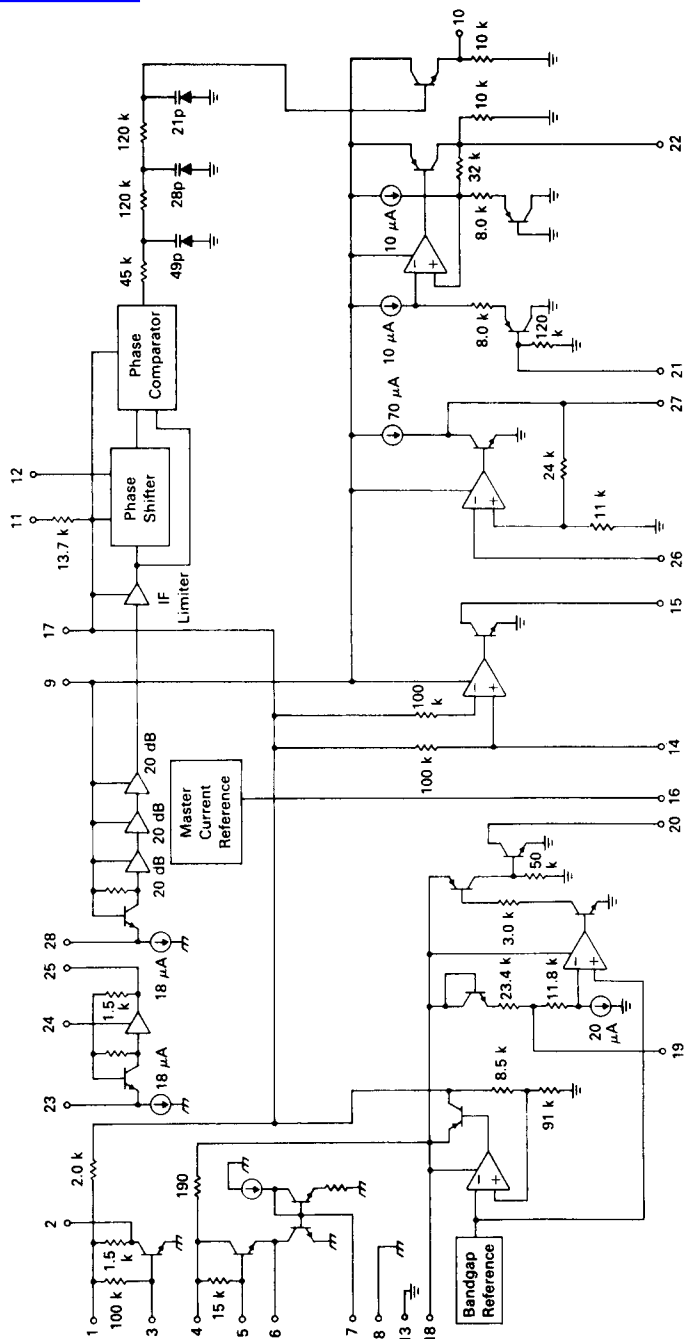 23
24
25
28
9
17
11
12
1.5
k
18 μA
18 μA
20 dB
20 dB
20 dB
IF
Limiter
13.7 k
Phase
Shifter
Phase
Comparator
45 k
120 k
120 k
49p
28p
21p
Master
Current
Reference
2
2.0 k
1
1.5
k
100 k
3
4
190
15 k
5
6
7
8
13
18
Bandgap
Reference
8.5 k
91 k
23.4 k
11.8 k
20
μA
3.0 k
50
k
100 k
100
k
70 μA
24 k
11 k
10 μA
8.0 k
120
k
10 μA
8.0 k
32 k
10 k
10 k
10
19
20
16
14
15
26
27
21
22
−
+
−
+
−
+
−
+
−
+